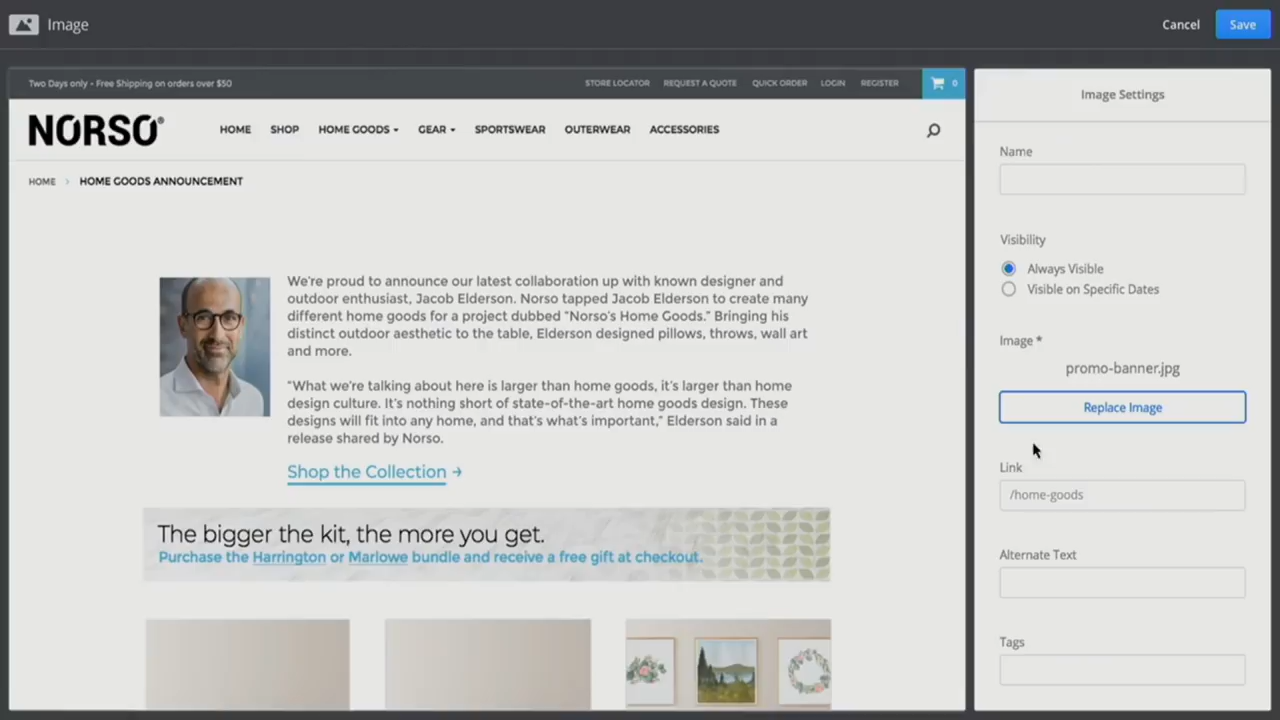 Image
Cancel
Save
Two Days only - Free Shipping on orders over $50
STORE LOCATOR REQUEST A QUOTE QUICK ORDER LOGIN REGISTER 0
NORSO®
HOME SHOP HOME GOODS GEAR SPORTSWEAR OUTERWEAR ACCESSORIES
HOME > HOME GOODS ANNOUNCEMENT
We're proud to announce our latest collaboration up with known designer and
outdoor enthusiast, Jacob Elderson. Norso tapped Jacob Elderson to create many
different home goods for a project dubbed "Norso's Home Goods." Bringing his
distinct outdoor aesthetic to the table, Elderson designed pillows, throws, wall art
and more.
"What we're talking about here is larger than home goods, it's larger than home
design culture. It's nothing short of state-of-the-art home goods design. These
designs will fit into any home, and that's what's important," Elderson said in a
release shared by Norso.
Shop the Collection →
The bigger the kit, the more you get.
Purchase the Harrington or Marlowe bundle and receive a free gift at checkout.
Image Settings
Name
Visibility
Always Visible
Visible on Specific Dates
Image *
promo-banner.jpg
Replace Image
Link
/home-goods
Alternate Text
Tags